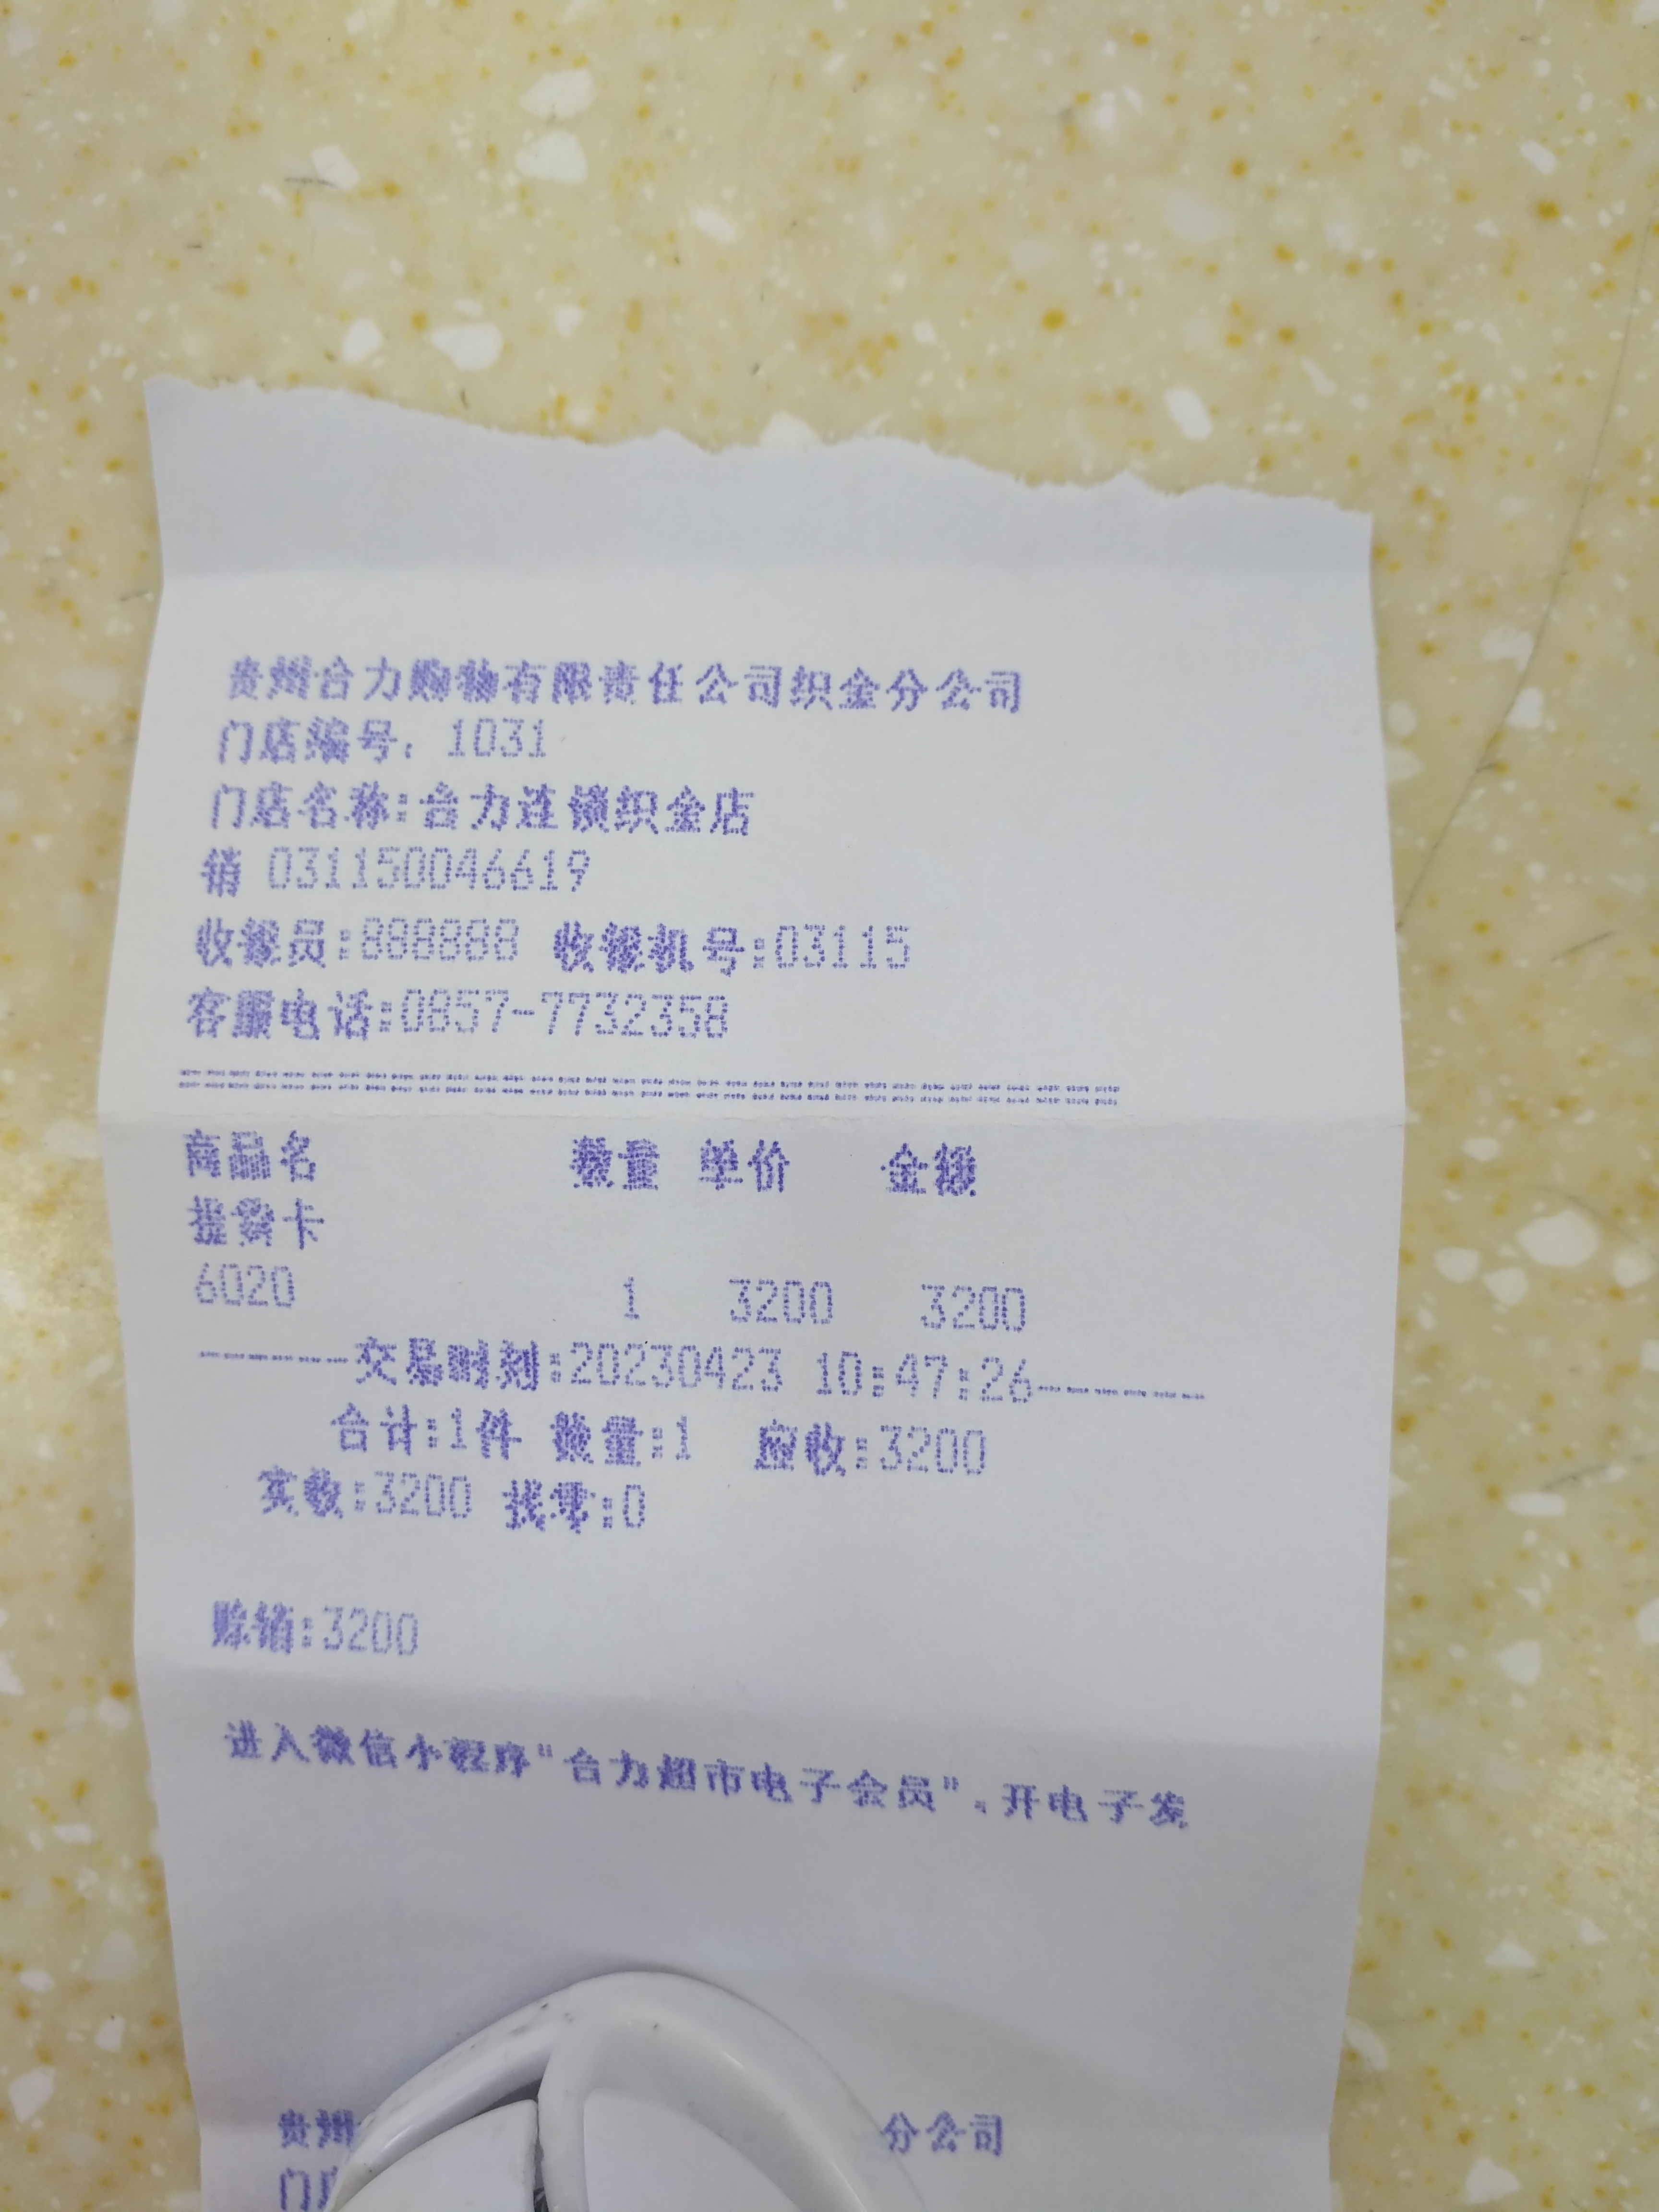 贵州合力购物有限责任公司织金分公司
门店编号: 1031
门店名称:合力连锁织金店
销 031150046619
收银员:888888 收银机号:03115
客服电话:0857-7732358
================================
商品名 数量 单价 金额
提货卡
6020 1 3200 3200
------交易时刻:20230423 10:47:26------
合计:1件 数量:1 应收:3200
实收:3200 找零:0
赊销:3200
进入微信小程序"合力超市电子会员",开电子发
贵州 分公司
门